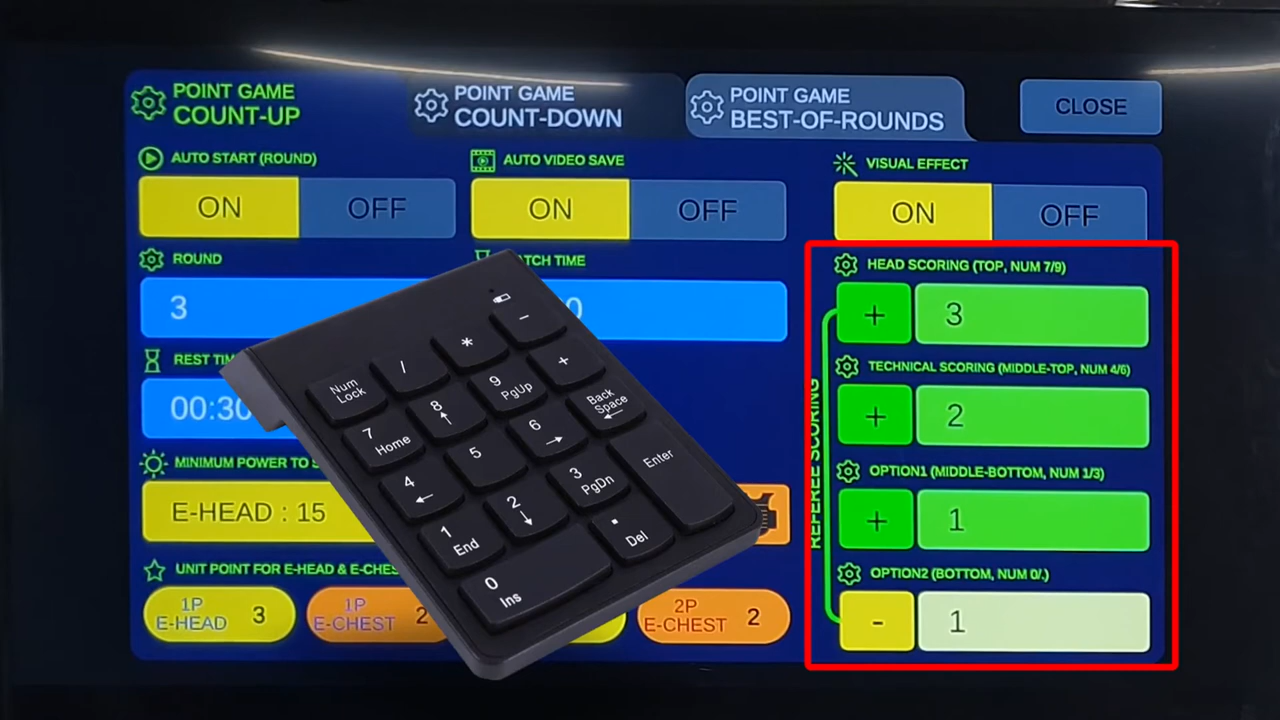 POINT GAME
COUNT-UP
POINT GAME
COUNT-DOWN
POINT GAME
BEST-OF-ROUNDS
CLOSE
AUTO START (ROUND)
AUTO VIDEO SAVE
VISUAL EFFECT
ON OFF
ON OFF
ON OFF
ROUND
TIME
3
0
REST
00:30
MINIMUM POWER TO
E-HEAD : 15
UNIT POINT FOR E-HEAD & E-CHES
1P
E-HEAD 3
1P
E-CHEST 2
2P
E-CHEST 2
HEAD SCORING (TOP, NUM 7/9)
+ 3
TECHNICAL SCORING (MIDDLE-TOP, NUM 4/6)
+ 2
OPTION1 (MIDDLE-BOTTOM, NUM 1/3)
+ 1
OPTION2 (BOTTOM, NUM 0/.)
- 1
REFEREE SCORING
Num
Lock
/
*
-
7
Home
8
↑
9
PgUp
+
4
←
5
6
→
Back
Space
←
1
End
2
↓
3
PgDn
Enter
0
Ins
.
Del